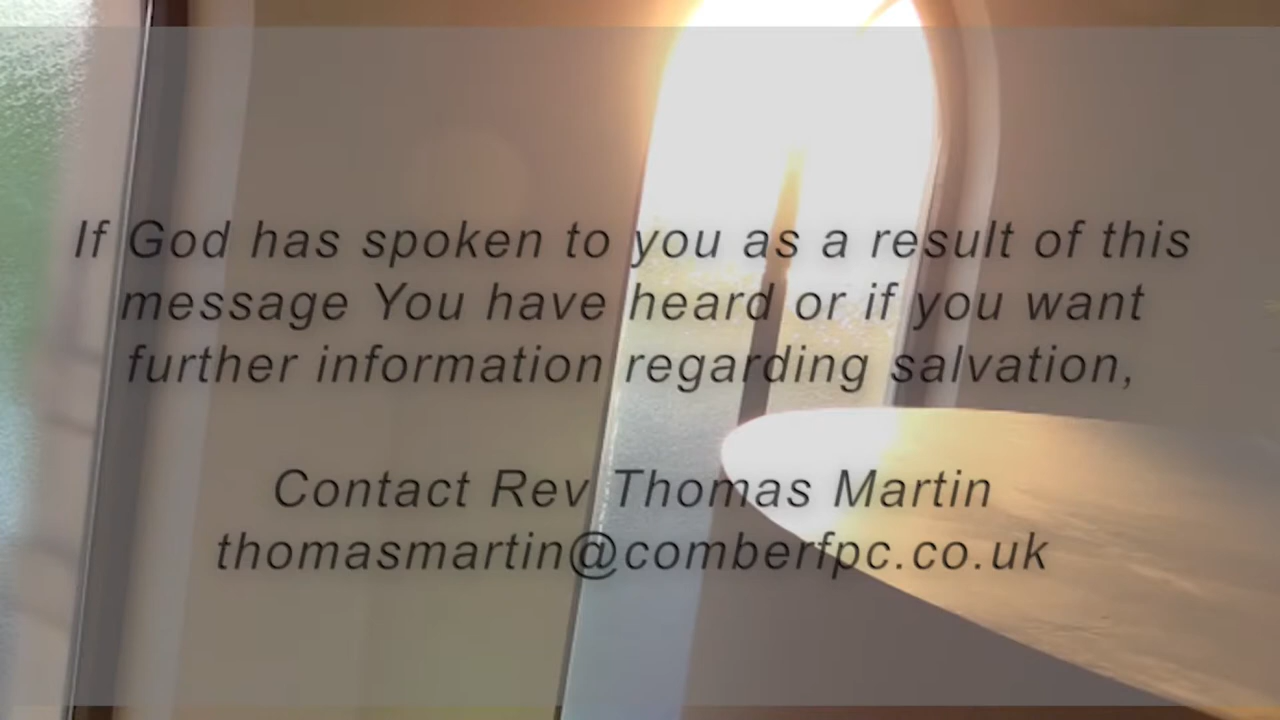 If God has spoken to you as a result of this
message You have heard or if you want
further information regarding salvation,
Contact Rev Thomas Martin
thomasmartin@comberfpc.co.uk